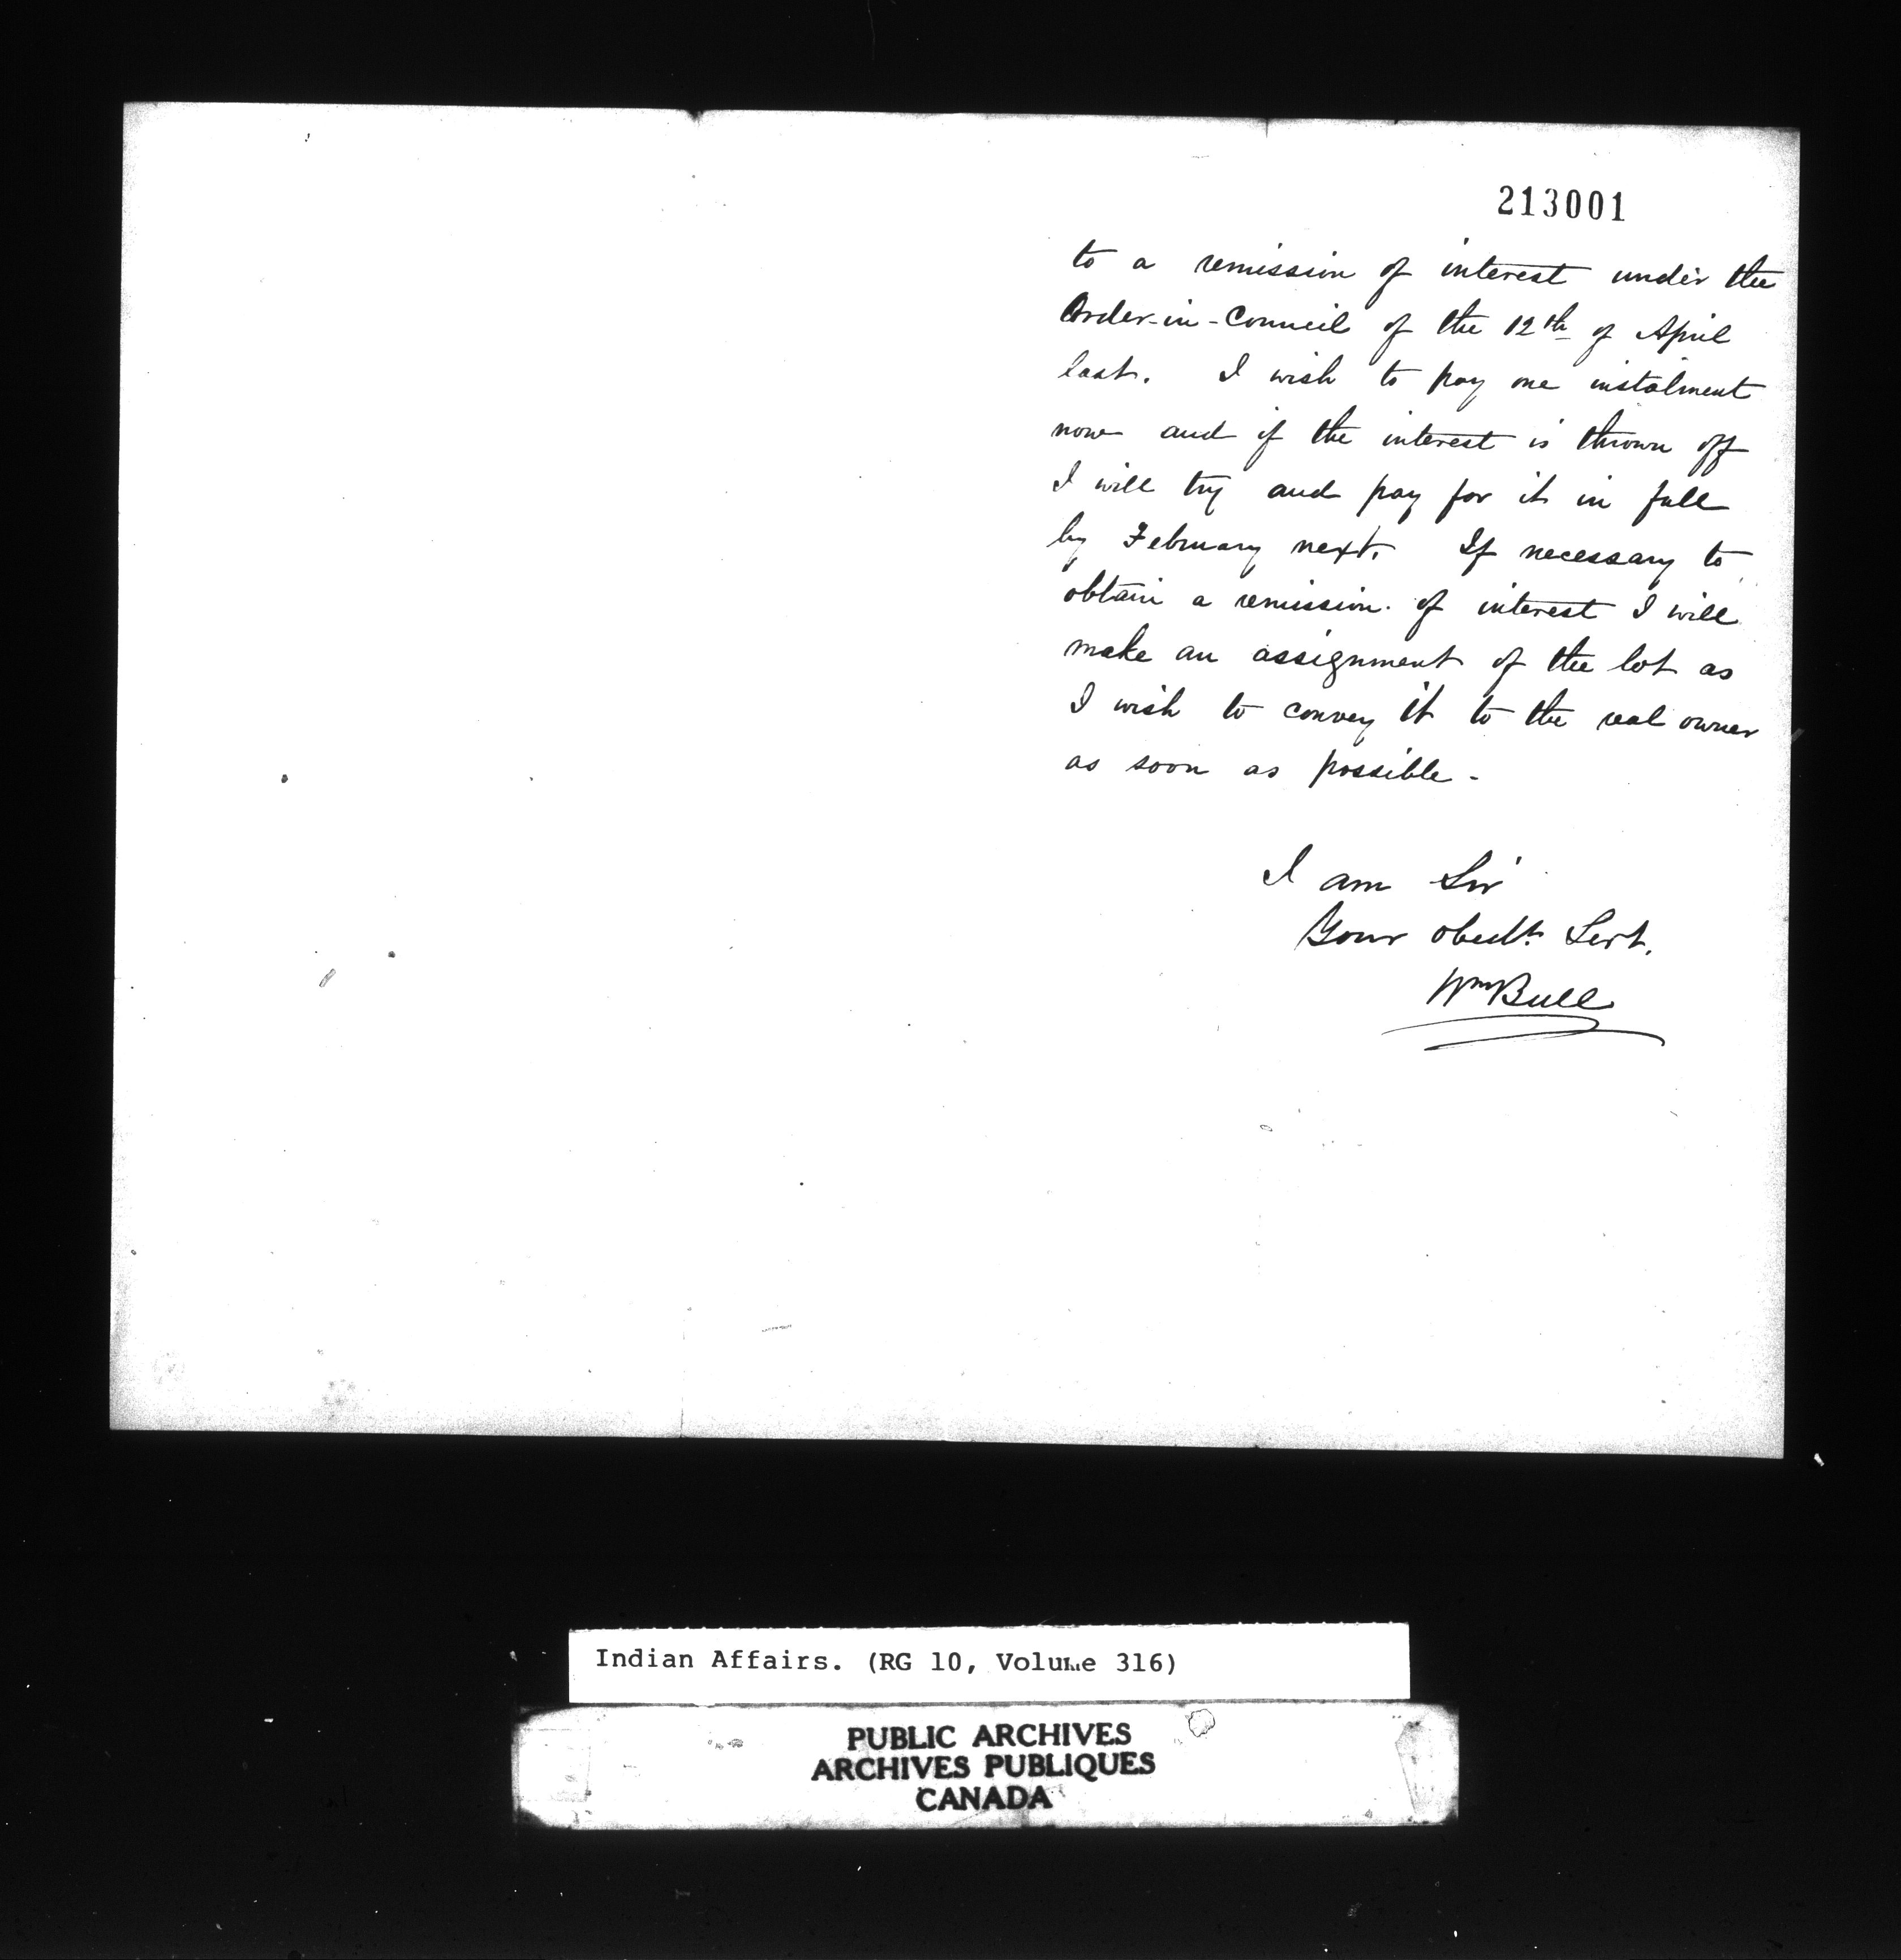 213001
to a remission of interest under the
Order-in-Council of the 12th of April
last. I wish to pay one instalment
now and if the interest is thrown off
I will try and pay for it in full
by February next. If necessary to
obtain a remission of interest I will
make an assignment of the lot as
I wish to convey it to the real owner
as soon as possible -
I am Sir
Your obedt. Servt.
Wm Bull
Indian Affairs. (RG 10, Volume 316)
PUBLIC ARCHIVES
ARCHIVES PUBLIQUES
CANADA